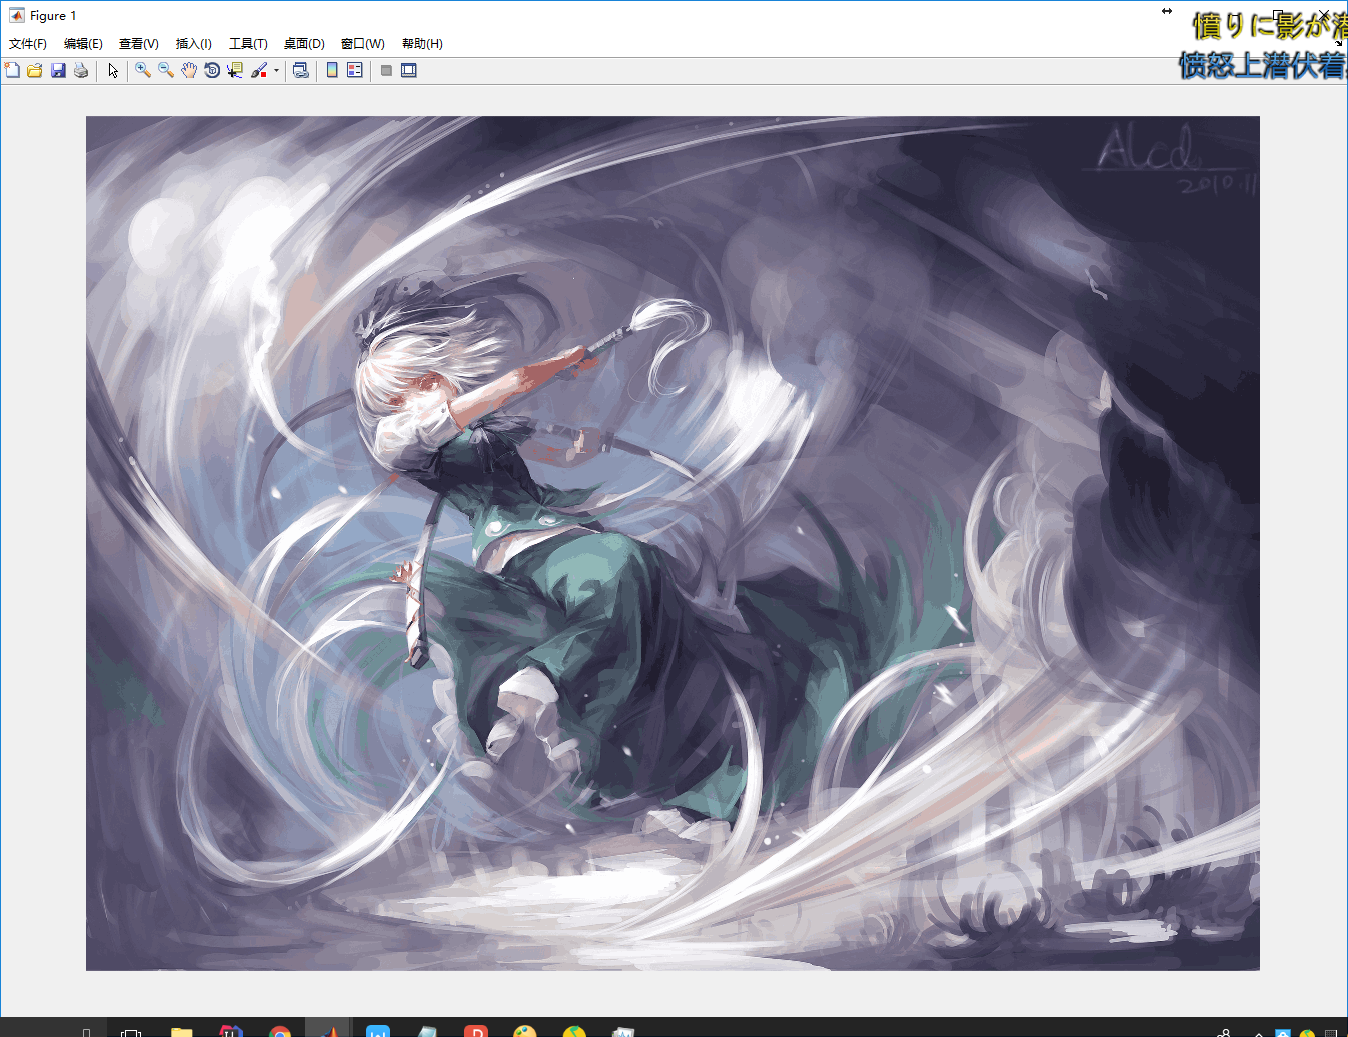 Figure 1
憤りに影が潜
愤怒上潜伏着
文件(F) 编辑(E) 查看(V) 插入(I) 工具(T) 桌面(D) 窗口(W) 帮助(H)
Alcd
2010.11